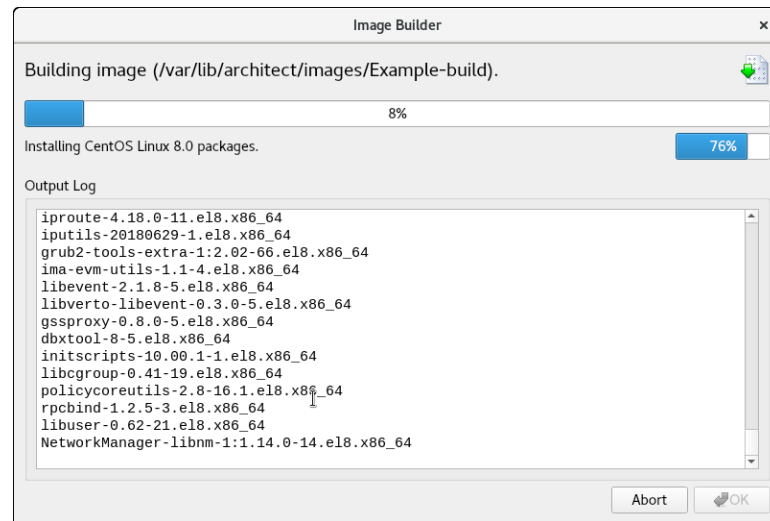 Image Builder
Building image (/var/lib/architect/images/Example-build).
8%
Installing CentOS Linux 8.0 packages.
76%
Output Log
iproute-4.18.0-11.el8.x86_64
iputils-20180629-1.el8.x86_64
grub2-tools-extra-1:2.02-66.el8.x86_64
ima-evm-utils-1.1-4.el8.x86_64
libevent-2.1.8-5.el8.x86_64
libverto-libevent-0.3.0-5.el8.x86_64
gssproxy-0.8.0-5.el8.x86_64
dbxtool-8-5.el8.x86_64
initscripts-10.00.1-1.el8.x86_64
libcgroup-0.41-19.el8.x86_64
policycoreutils-2.8-16.1.el8.x86_64
rpcbind-1.2.5-3.el8.x86_64
libuser-0.62-21.el8.x86_64
NetworkManager-libnm-1:1.14.0-14.el8.x86_64
Abort
OK